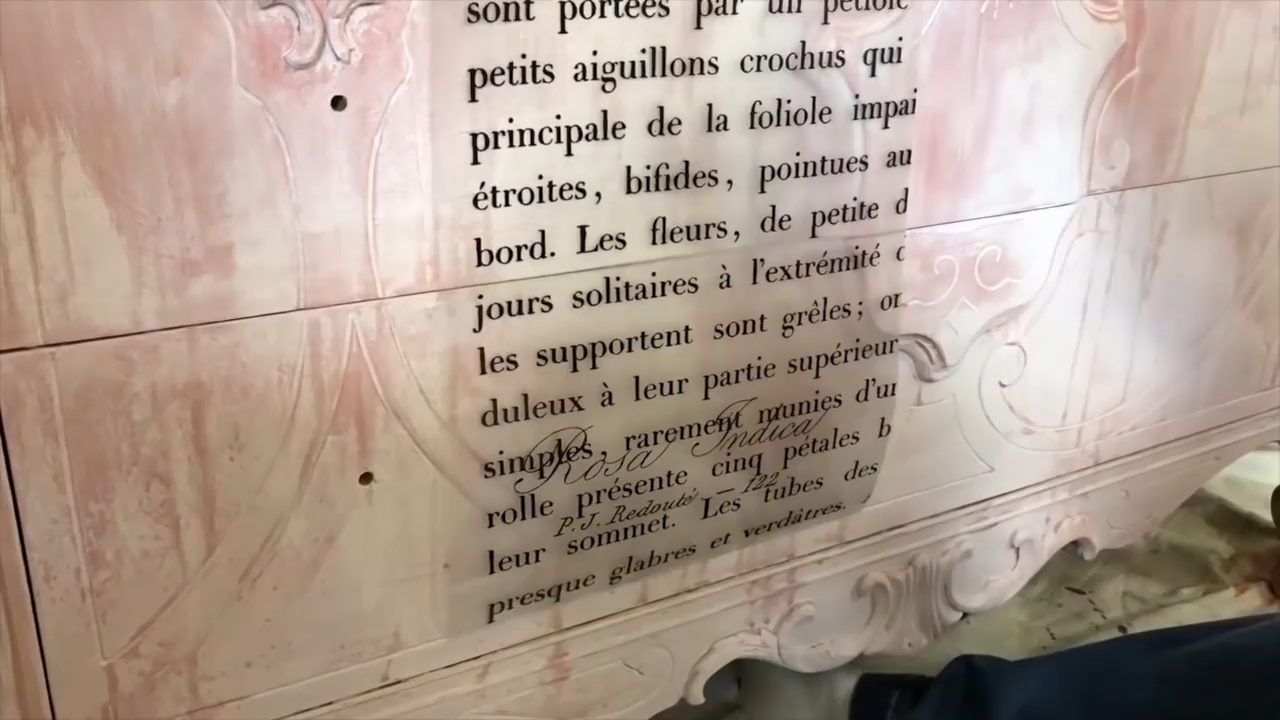 sont portées par un pétiole
petits aiguillons crochus qui
principale de la foliole impai
étroites, bifides, pointues au
bord. Les fleurs, de petite d
jours solitaires à l'extrémité
les supportent sont grêles; on
duleux à leur partie supérieur
simples, rarement munies d'un
Rosa Indica
rolle présente cinq pétales b
P. J. Redouté – 122
leur sommet. Les tubes des
presque glabres et verdâtres.